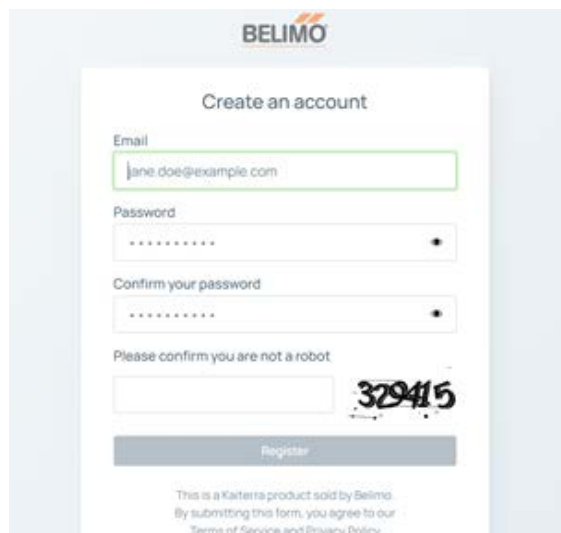 BELIMO
Create an account
Email
jane.doe@example.com
Password
••••••••••
Confirm your password
••••••••••
Please confirm you are not a robot
329415
Register
This is a Kaiterra product sold by Belimo.
By submitting this form, you agree to our
Terms of Service and Privacy Policy